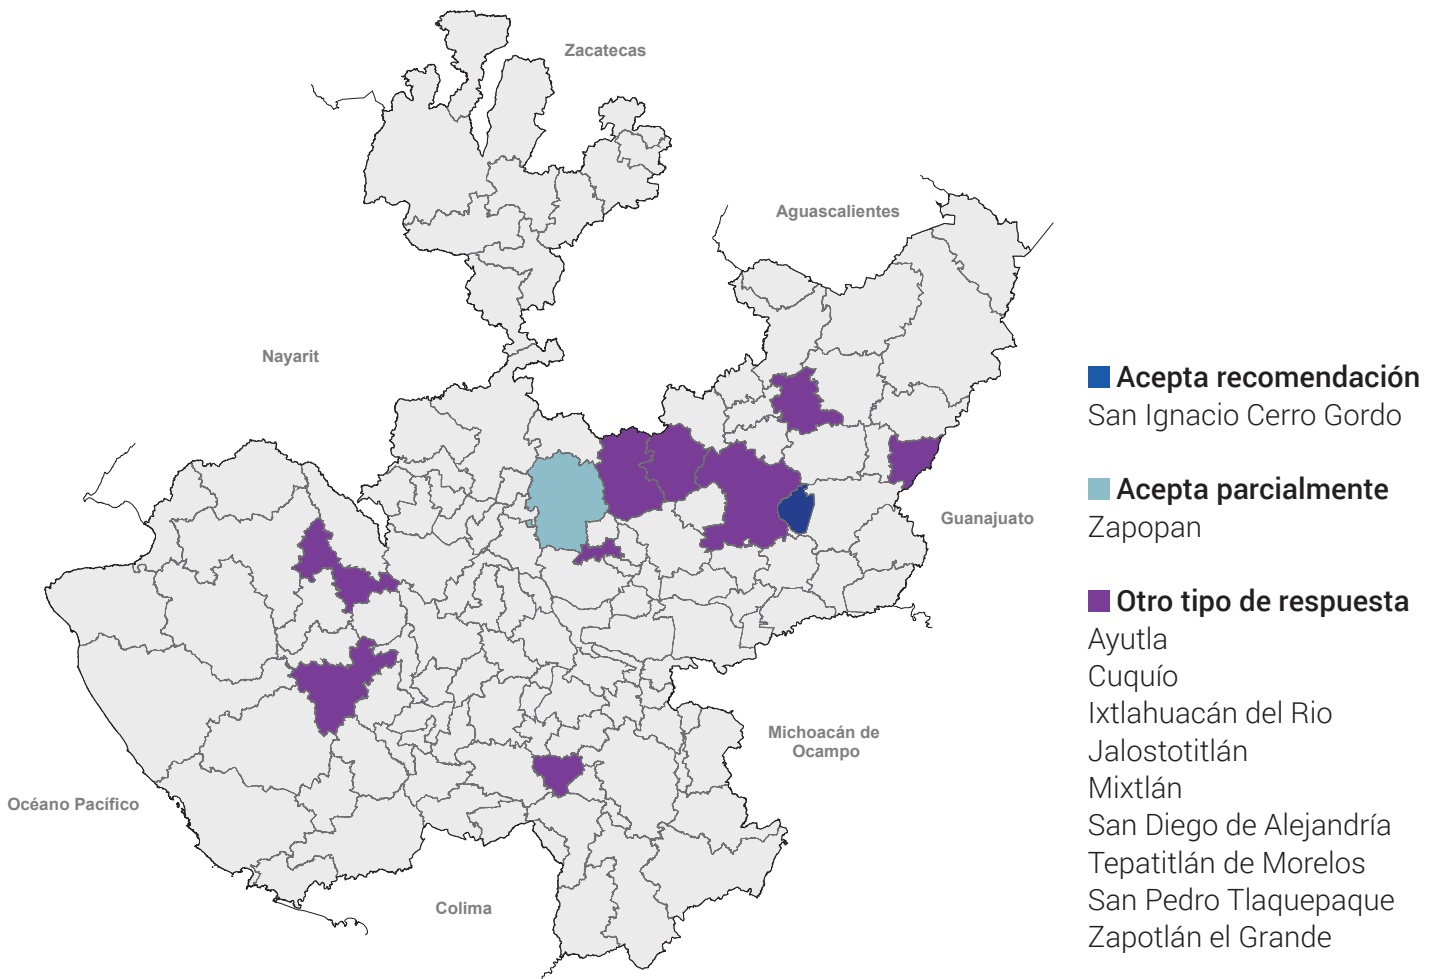 Zacatecas
Aguascalientes
Nayarit
Guanajuato
Michoacán de
Ocampo
Océano Pacífico
Colima
Acepta recomendación
San Ignacio Cerro Gordo
Acepta parcialmente
Zapopan
Otro tipo de respuesta
Ayutla
Cuquío
Ixtlahuacán del Rio
Jalostotitlán
Mixtlán
San Diego de Alejandría
Tepatitlán de Morelos
San Pedro Tlaquepaque
Zapotlán el Grande